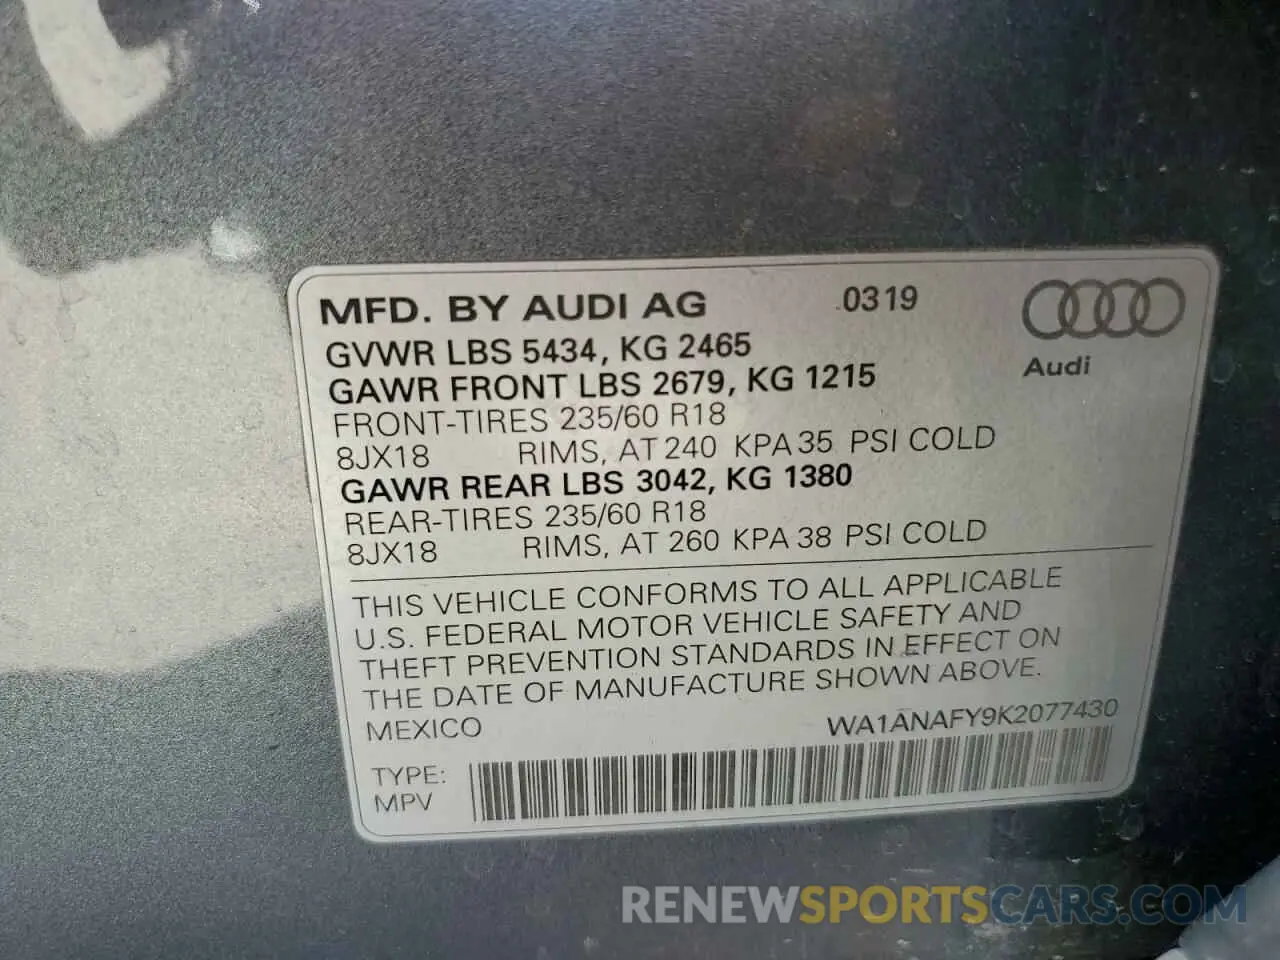 MFD. BY AUDI AG 0319
GVWR LBS 5434, KG 2465
GAWR FRONT LBS 2679, KG 1215
Audi
FRONT-TIRES 235/60 R18
8JX18 RIMS, AT 240 KPA 35 PSI COLD
GAWR REAR LBS 3042, KG 1380
REAR-TIRES 235/60 R18
8JX18 RIMS, AT 260 KPA 38 PSI COLD
THIS VEHICLE CONFORMS TO ALL APPLICABLE
U.S. FEDERAL MOTOR VEHICLE SAFETY AND
THEFT PREVENTION STANDARDS IN EFFECT ON
THE DATE OF MANUFACTURE SHOWN ABOVE.
MEXICO WA1ANAFY9K2077430
TYPE:
MPV
RENEWSPORTSCARS.COM